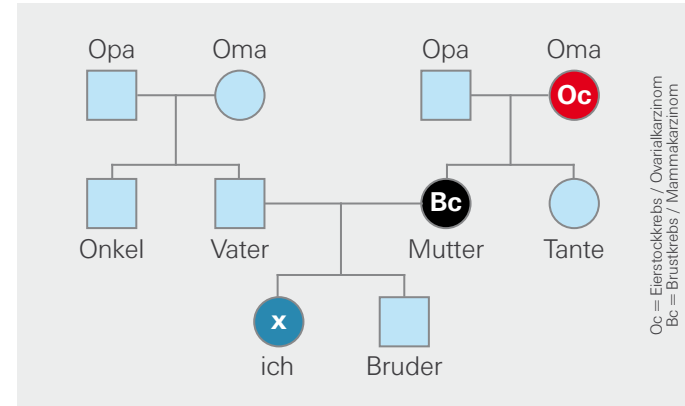 Opa Oma Opa Oma
Oc
Bc
Onkel Vater Mutter Tante
x
ich Bruder
Oc = Eierstockkrebs / Ovarialkarzinom
Bc = Brustkrebs / Mammakarzinom